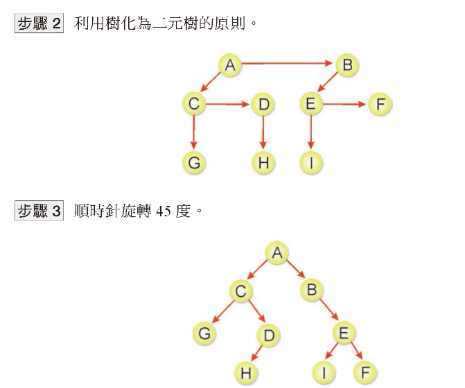 步驟 2 利用樹化為二元樹的原則。
A B
C D E F
G H I
步驟 3 順時針旋轉 45 度。
A
C B
G D E
H I F